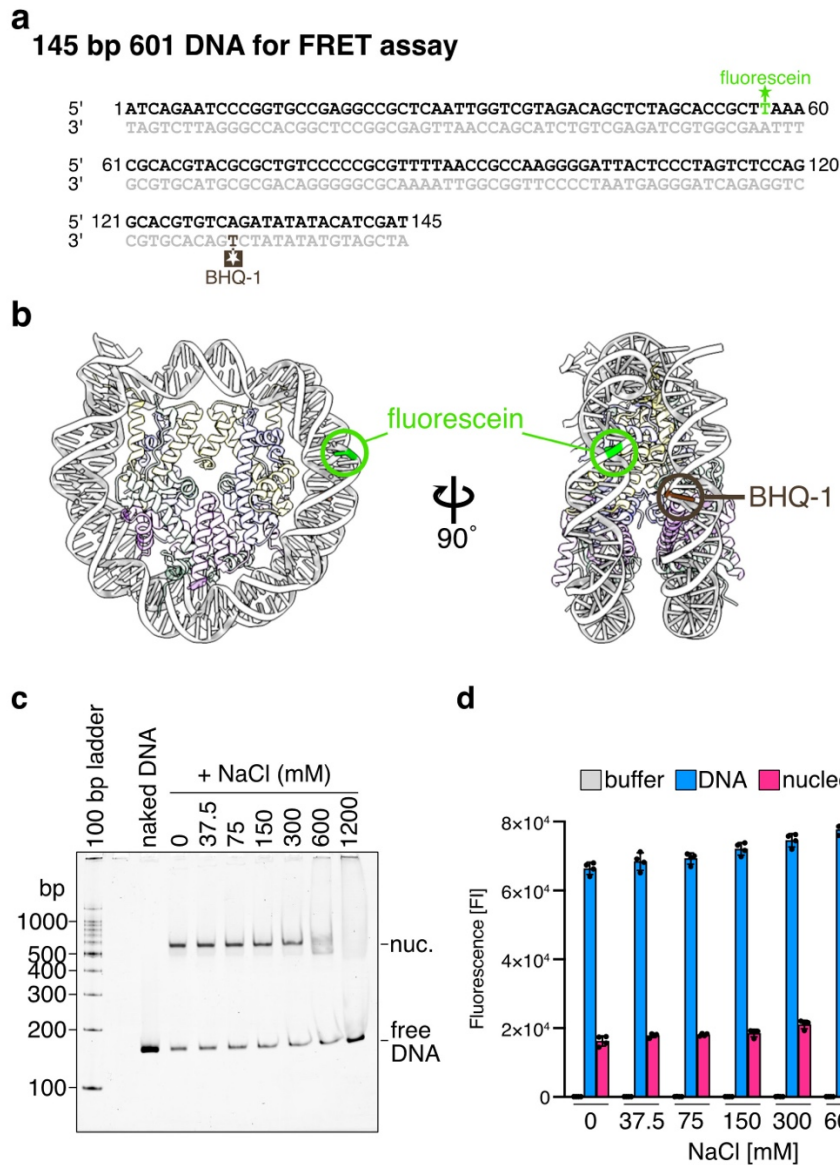 a
145 bp 601 DNA for FRET assay
fluorescein
5' 1 ATCAGAATCCCGGTGCCGAGGCCGCTCAATTGGTCGTAGACAGCTCTAGCACCGCTTAAA 60
3' TAGTCTTAGGGCCACGGCTCCGGCGAGTTAACCAGCATCTGTCGAGATCGTGGCGAATTT
5' 61 CGCACGTACGCGCTGTCCCCCGCGTTTTAACCGCCAAGGGGATTACTCCCTAGTCTCCAG 120
3' GCGTGCATGCGCGACAGGGGGCGCAAAATTGGCGGTTCCCCTAATGAGGGATCAGAGGTC
5' 121 GCACGTGTCAGATATATACATCGAT 145
3' CGTGCACAGTCTATATATGTAGCTA
BHQ-1
b
fluorescein
BHQ-1
90°
c
100 bp ladder
naked DNA
+ NaCl (mM)
0 37.5 75 150 300 600 1200
bp
1000
500
400
300
200
100
nuc.
free
DNA
d
buffer DNA nucle
Fluorescence [FI]
8×10⁴
6×10⁴
4×10⁴
2×10⁴
0
0 37.5 75 150 300 60
NaCl [mM]